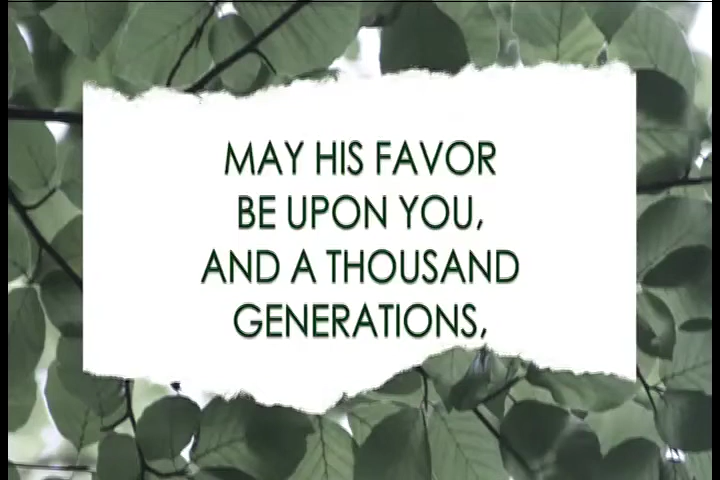 MAY HIS FAVOR
BE UPON YOU,
AND A THOUSAND
GENERATIONS,